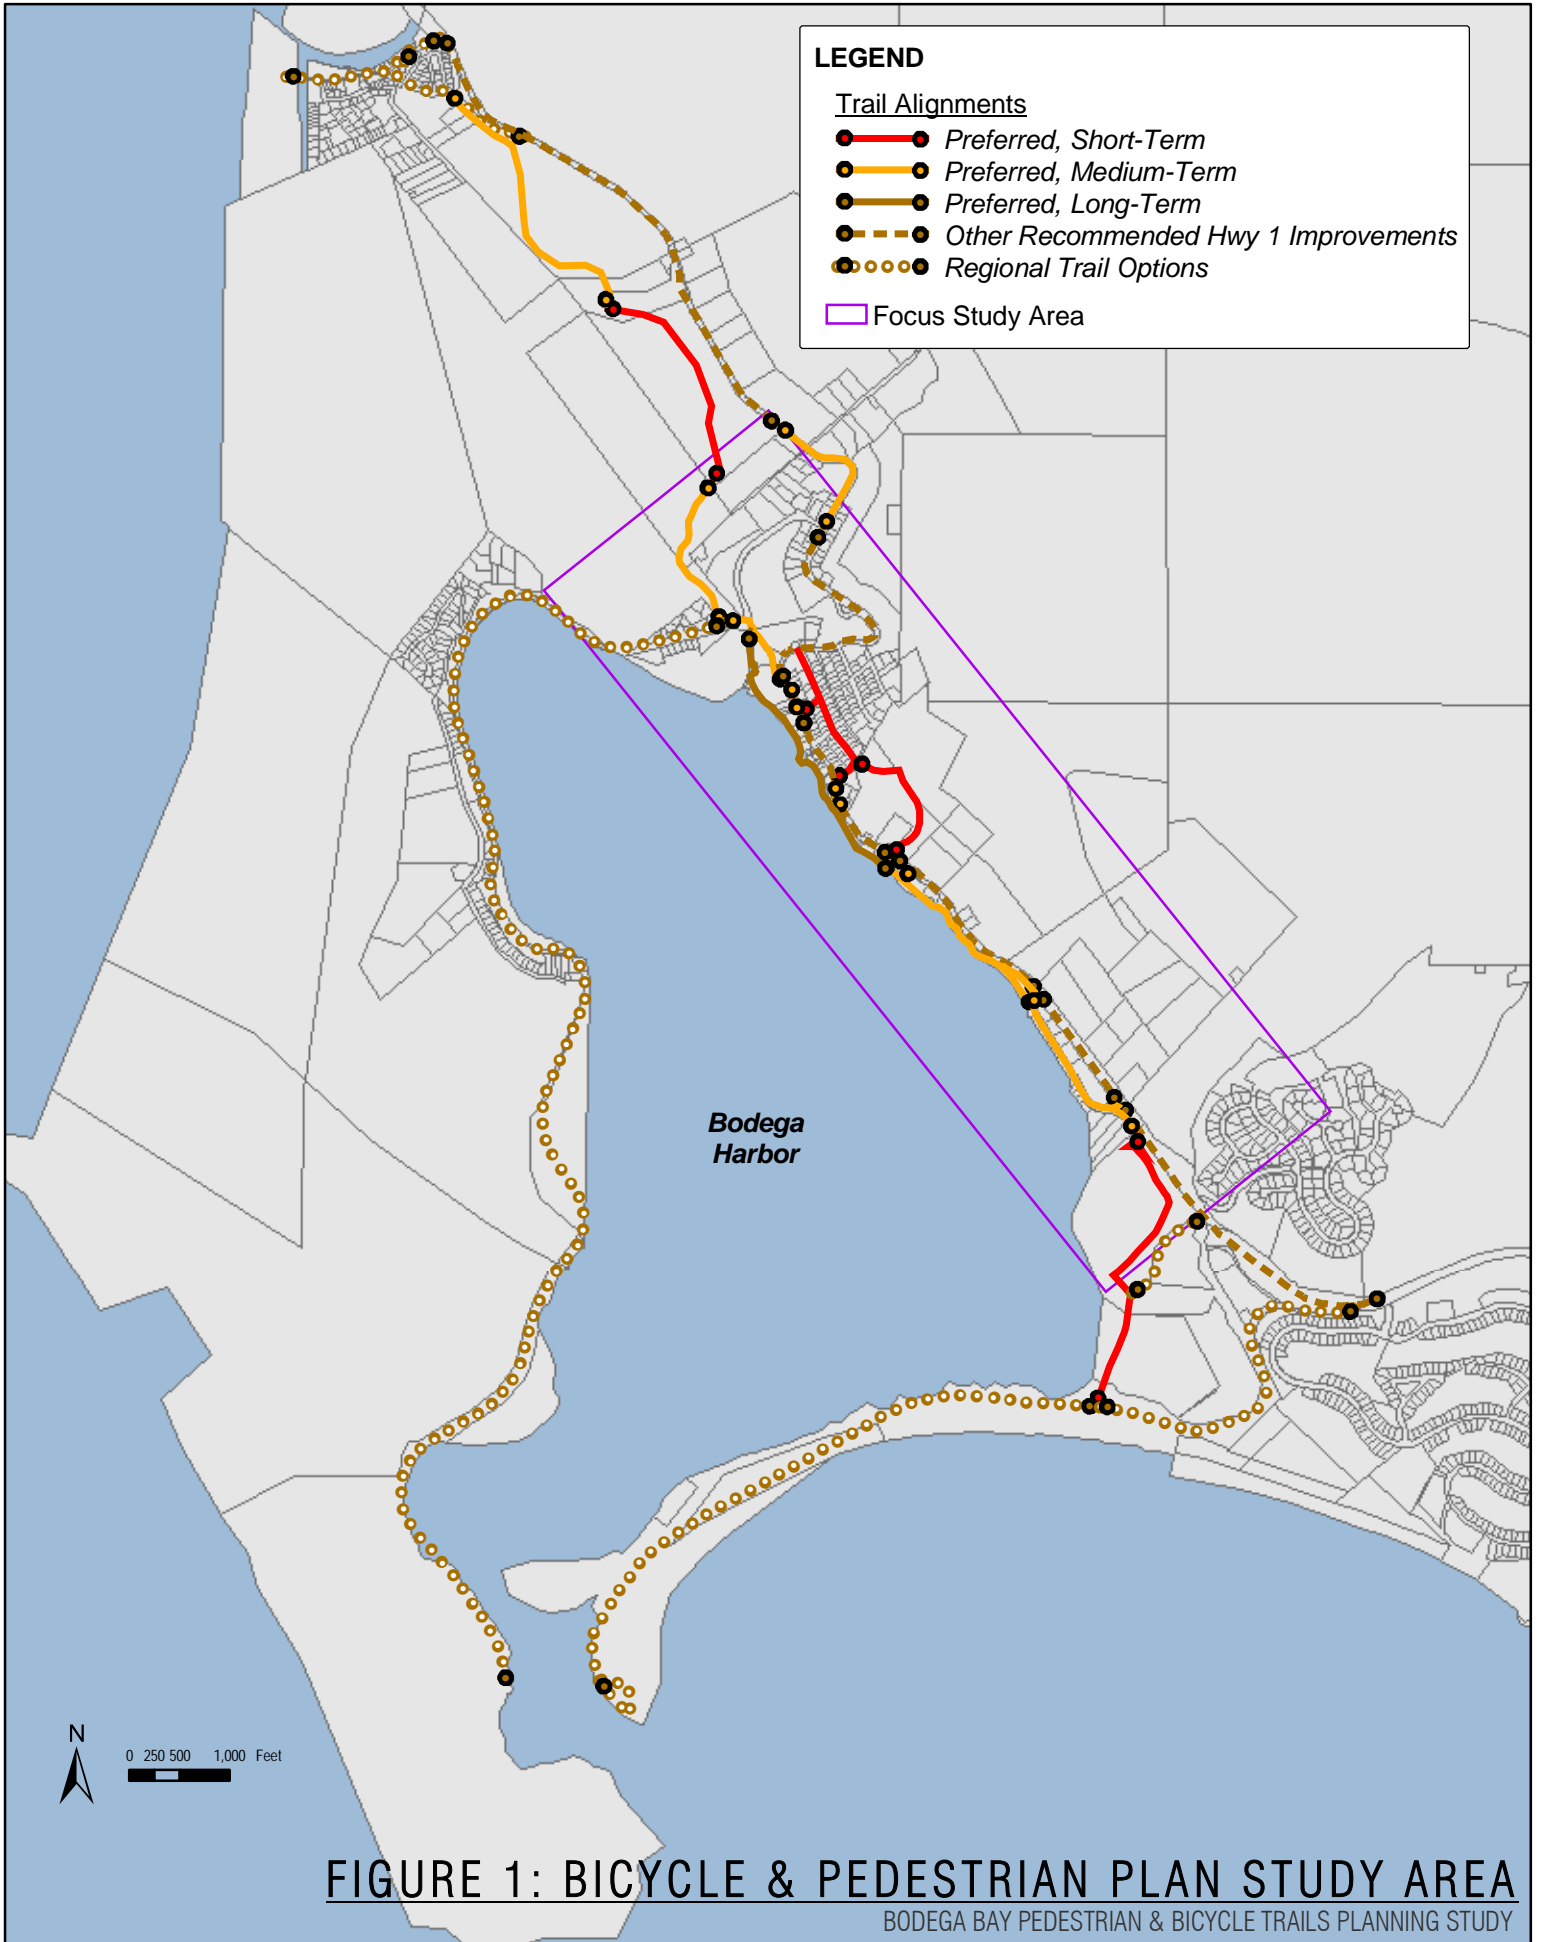 LEGEND
Trail Alignments
Preferred, Short-Term
Preferred, Medium-Term
Preferred, Long-Term
Other Recommended Hwy 1 Improvements
Regional Trail Options
Focus Study Area
Bodega
Harbor
N
0 250 500 1,000 Feet
FIGURE 1: BICYCLE & PEDESTRIAN PLAN STUDY AREA
BODEGA BAY PEDESTRIAN & BICYCLE TRAILS PLANNING STUDY